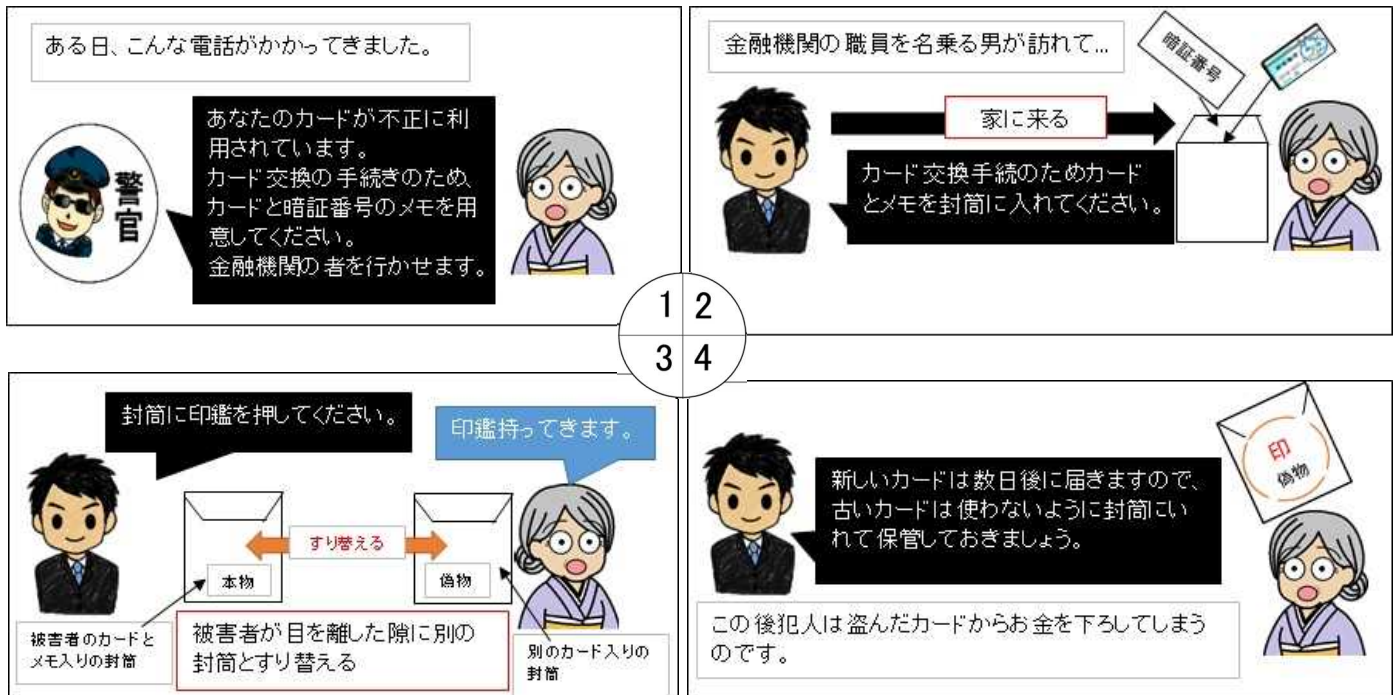 ある日、こんな電話がかかってきました。
あなたのカードが不正に利
用されています。
カード交換の手続きのため、
カードと暗証番号のメモを用
意してください。
金融機関の者を行かせます。
警官
金融機関の職員を名乗る男が訪れて...
暗証番号
家に来る
カード交換手続のためカード
とメモを封筒に入れてください。
1 2
3 4
封筒に印鑑を押してください。
印鑑持ってきます。
すり替える
本物
偽物
被害者のカードと
メモ入りの封筒
被害者が目を離した隙に別の
封筒とすり替える
別のカード入りの
封筒
印
偽物
新しいカードは数日後に届きますので、
古いカードは使わないように封筒にい
れて保管しておきましょう。
この後犯人は盗んだカードからお金を下ろしてしまう
のです。